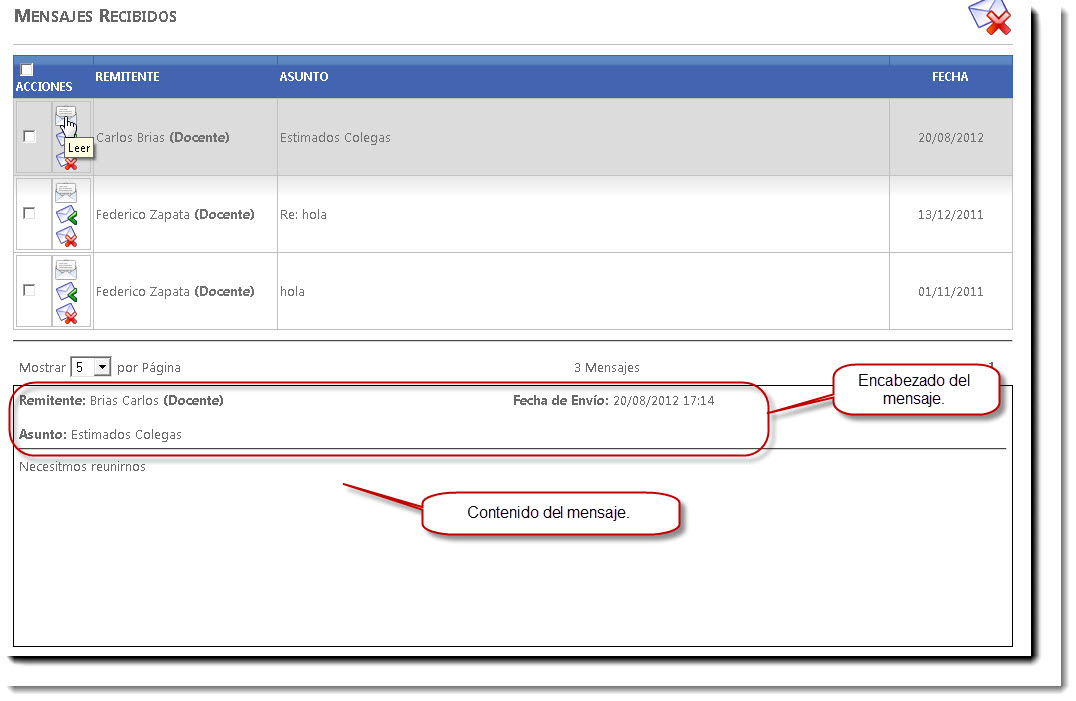 MENSAJES RECIBIDOS
ACCIONES REMITENTE ASUNTO FECHA
Carlos Brias (Docente) Estimados Colegas 20/08/2012
Leer
Federico Zapata (Docente) Re: hola 13/12/2011
Federico Zapata (Docente) hola 01/11/2011
Mostrar 5 por Página 3 Mensajes 1
Encabezado del
mensaje.
Remitente: Brias Carlos (Docente) Fecha de Envío: 20/08/2012 17:14
Asunto: Estimados Colegas
Necesitmos reunirnos
Contenido del mensaje.